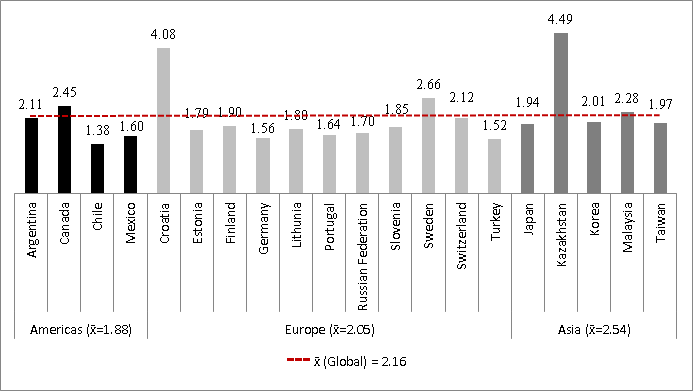 4.49
4.08
2.66
2.45
2.28
2.11
2.12
2.01
1.97
1.94
1.90
1.85
1.79
1.80
1.70
1.64
1.60
1.56
1.52
1.38
Argentina
Canada
Chile
Mexico
Croatia
Estonia
Finland
Germany
Lithunia
Portugal
Russian Federation
Slovenia
Sweden
Switzerland
Turkey
Japan
Kazakhstan
Korea
Malaysia
Taiwan
Americas (x̄=1.88)
Europe (x̄=2.05)
Asia (x̄=2.54)
x̄ (Global) = 2.16